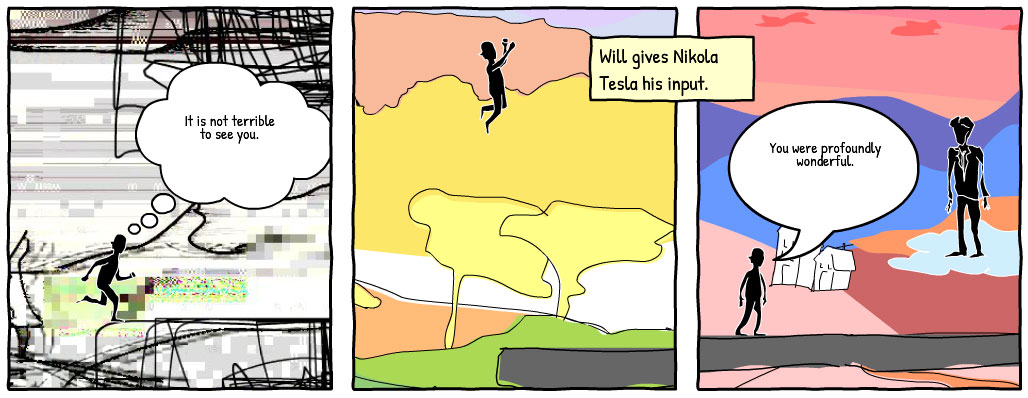 It is not terrible
to see you.
Will gives Nikola
Tesla his input.
You were profoundly
wonderful.